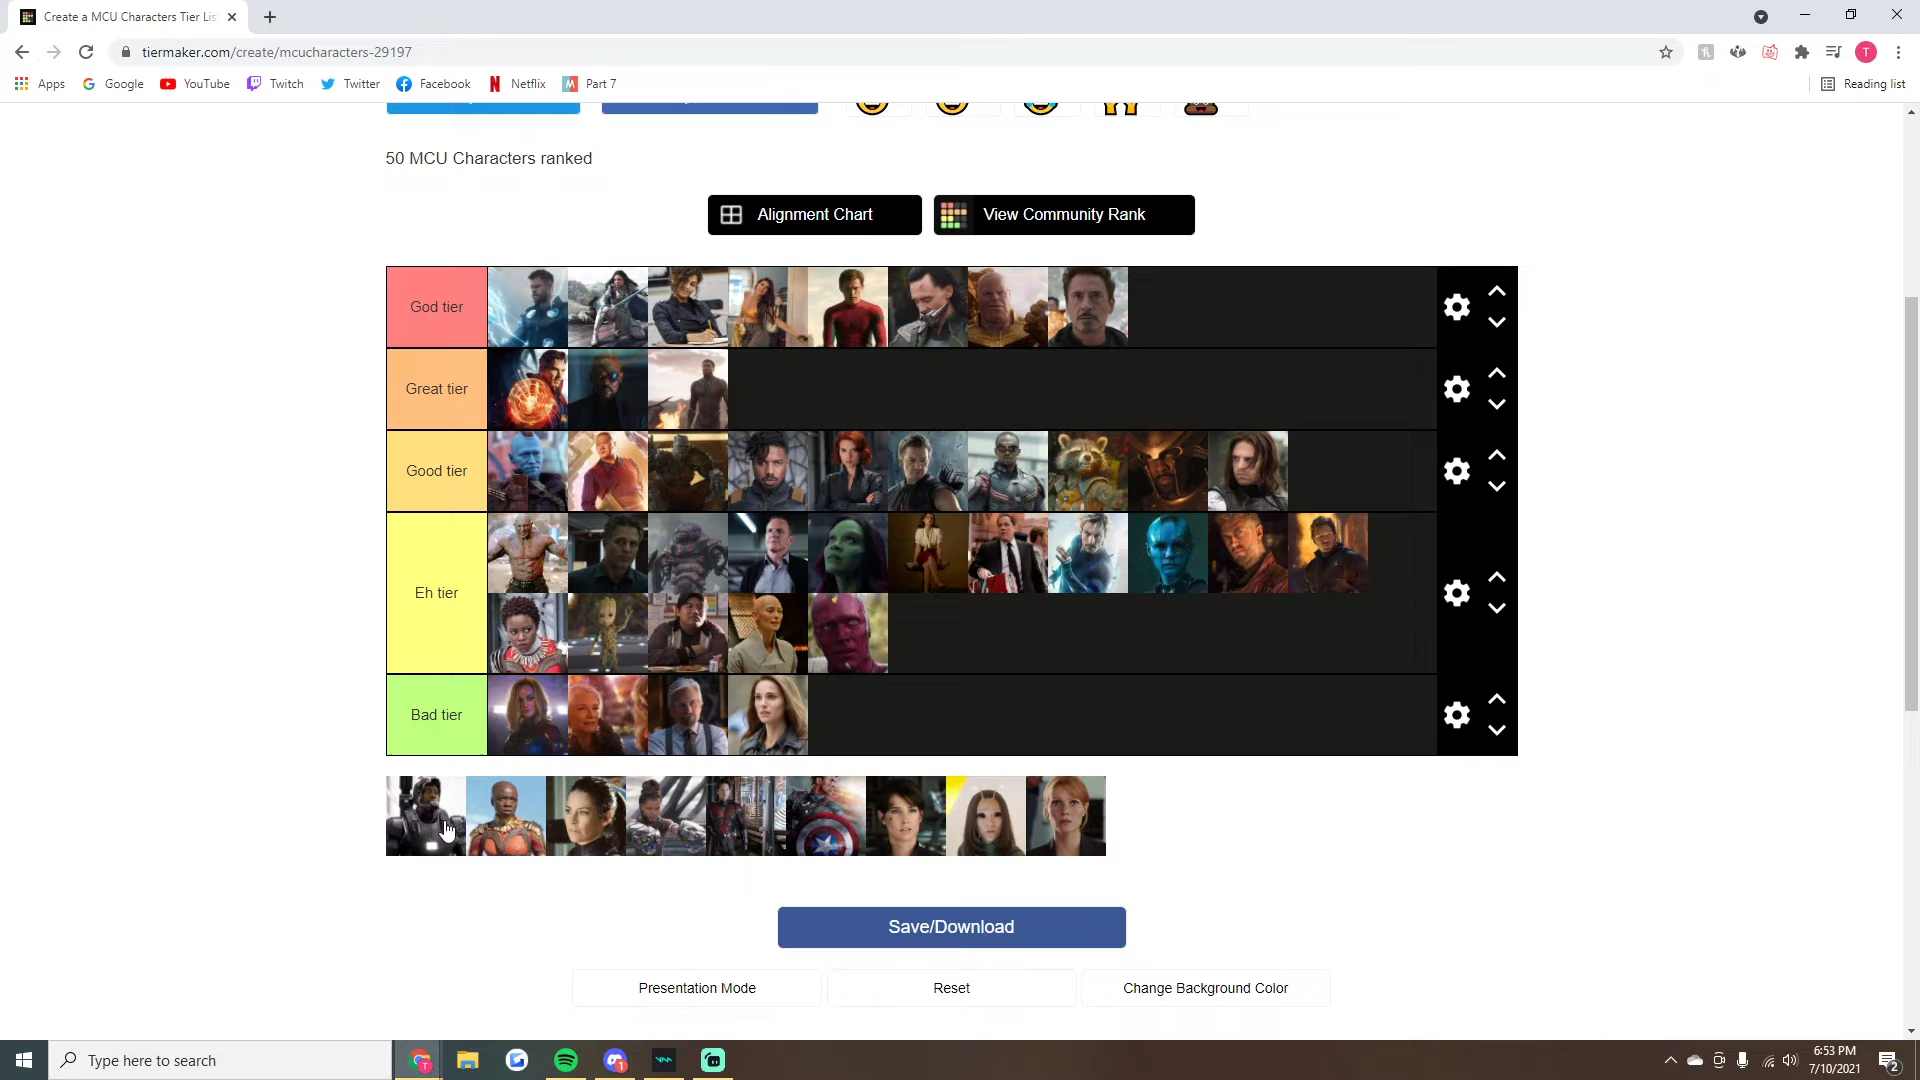 Create a MCU Characters Tier Lis
tiermaker.com/create/mcucharacters-29197
T
Apps Google YouTube Twitch Twitter Facebook Netflix Part 7 Reading list
50 MCU Characters ranked
Alignment Chart View Community Rank
God tier
Great tier
Good tier
Eh tier
Bad tier
Save/Download
Presentation Mode Reset Change Background Color
Type here to search
6:53 PM
7/10/2021
1
2